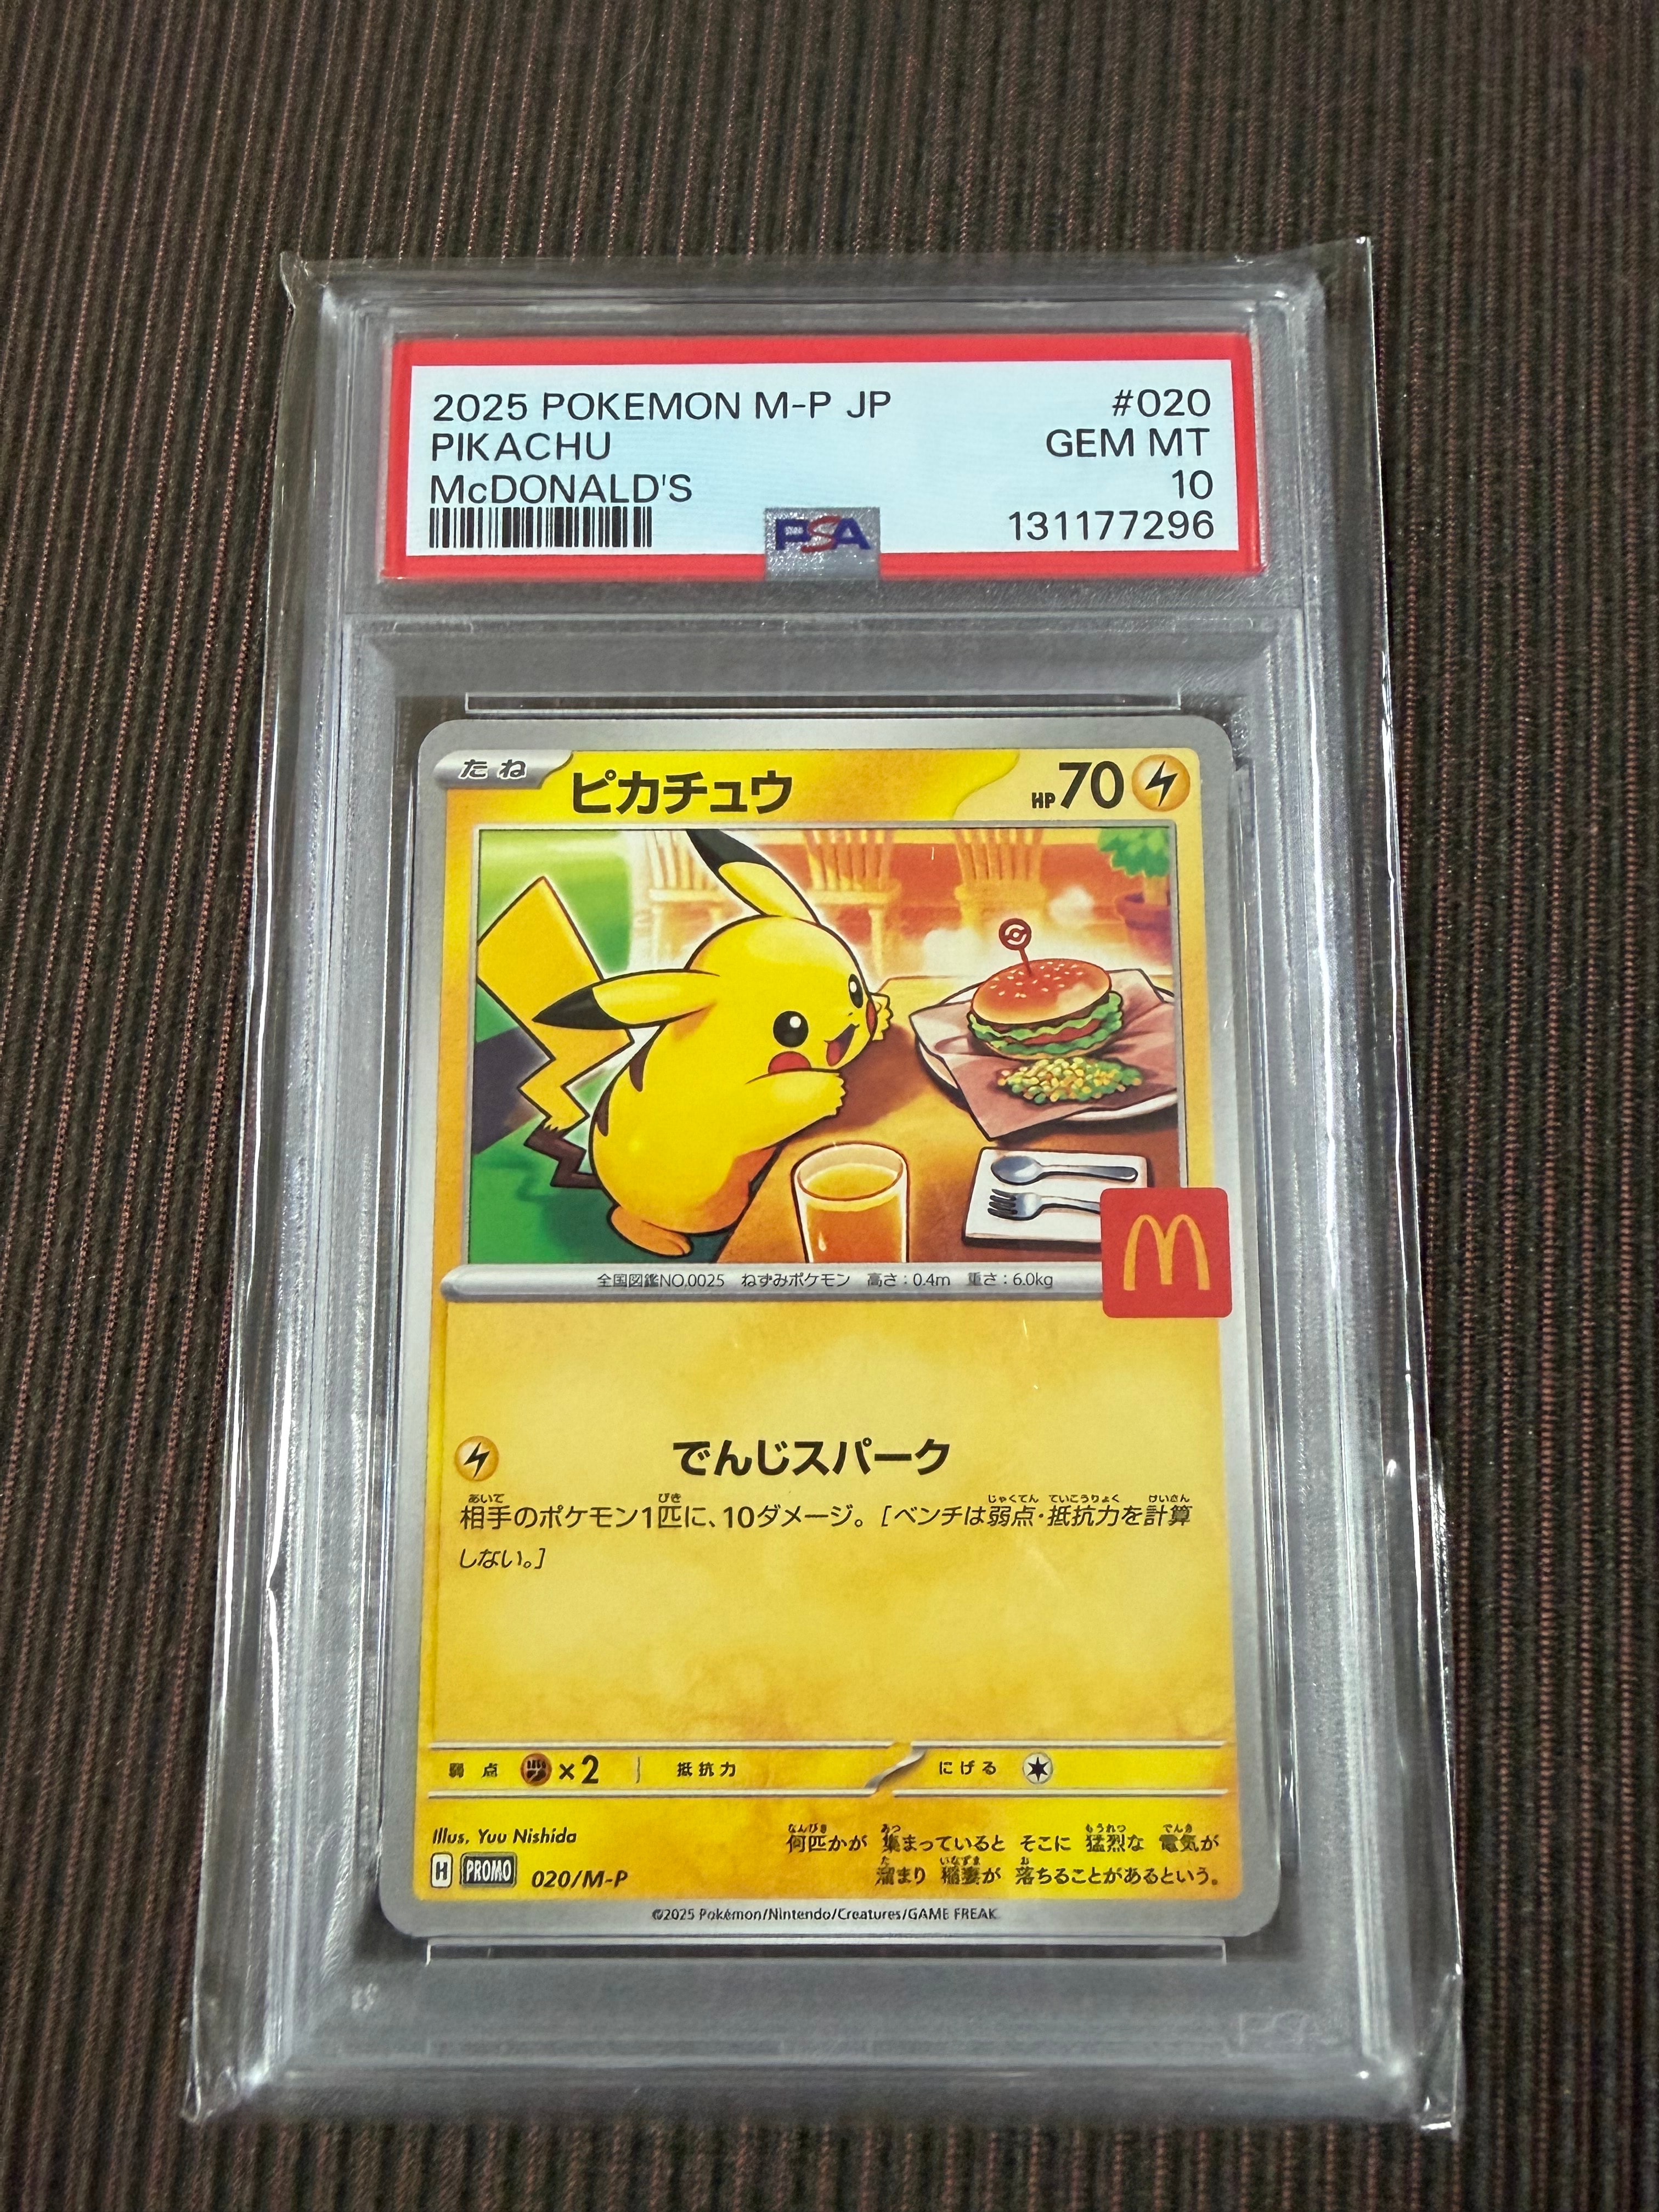 2025 POKEMON M-P JP #020
PIKACHU GEM MT
McDONALD'S 10
PSA 131177296
たね ピカチュウ HP70
全国図鑑NO.0025 ねずみポケモン 高さ：0.4m 重さ：6.0kg
でんじスパーク
相手のポケモン1匹に、10ダメージ。［ベンチは弱点・抵抗力を計算
しない。］
弱点 ×2 抵抗力 にげる
Illus. Yuu Nishida
H PROMO 020/M-P
何匹かが 集まっていると そこに 猛烈な 電気が
溜まり 稲妻が 落ちることがあるという。
©2025 Pokémon/Nintendo/Creatures/GAME FREAK